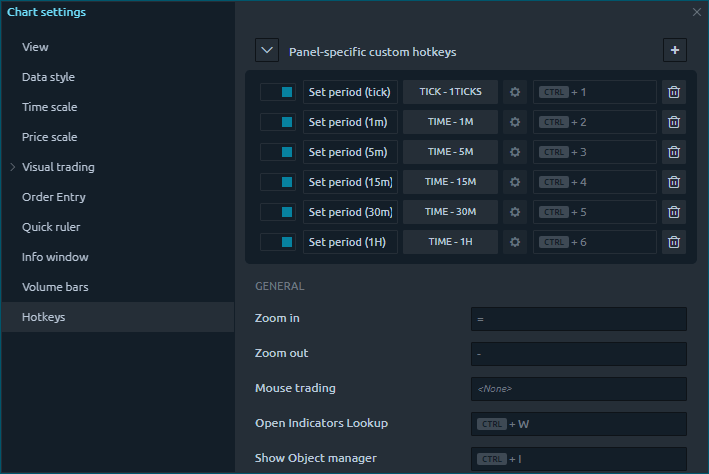 Chart settings
View
Data style
Time scale
Price scale
Visual trading
Order Entry
Quick ruler
Info window
Volume bars
Hotkeys
Panel-specific custom hotkeys
Set period (tick) TICK - 1TICKS CTRL + 1
Set period (1m) TIME - 1M CTRL + 2
Set period (5m) TIME - 5M CTRL + 3
Set period (15m) TIME - 15M CTRL + 4
Set period (30m) TIME - 30M CTRL + 5
Set period (1H) TIME - 1H CTRL + 6
GENERAL
Zoom in =
Zoom out -
Mouse trading <None>
Open Indicators Lookup CTRL + W
Show Object manager CTRL + I